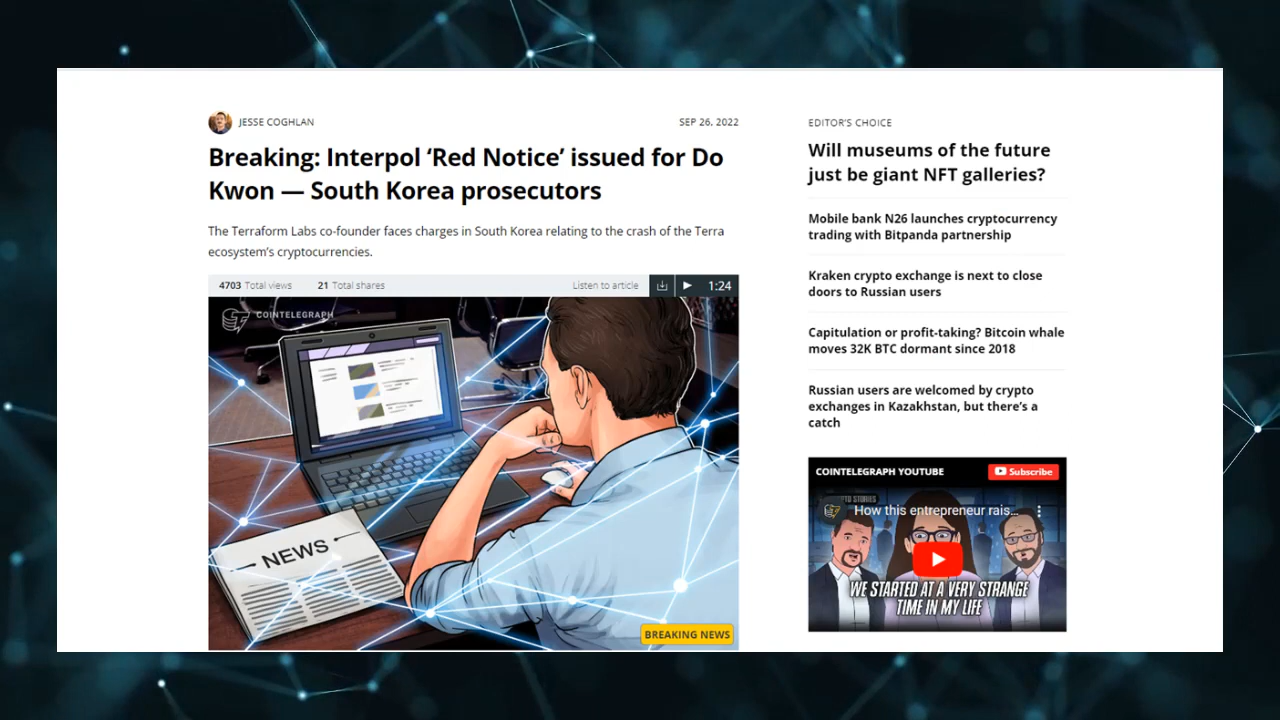 JESSE COGHLAN
SEP 26, 2022
Breaking: Interpol ‘Red Notice’ issued for Do
Kwon — South Korea prosecutors
The Terraform Labs co-founder faces charges in South Korea relating to the crash of the Terra
ecosystem’s cryptocurrencies.
4703 Total views
21 Total shares
Listen to article
1:24
COINTELEGRAPH
NEWS
BREAKING NEWS
EDITOR’S CHOICE
Will museums of the future
just be giant NFT galleries?
Mobile bank N26 launches cryptocurrency
trading with Bitpanda partnership
Kraken crypto exchange is next to close
doors to Russian users
Capitulation or profit-taking? Bitcoin whale
moves 32K BTC dormant since 2018
Russian users are welcomed by crypto
exchanges in Kazakhstan, but there’s a
catch
COINTELEGRAPH YOUTUBE
Subscribe
STORIES
How this entrepreneur rais...
WE STARTED AT A VERY STRANGE
TIME IN MY LIFE